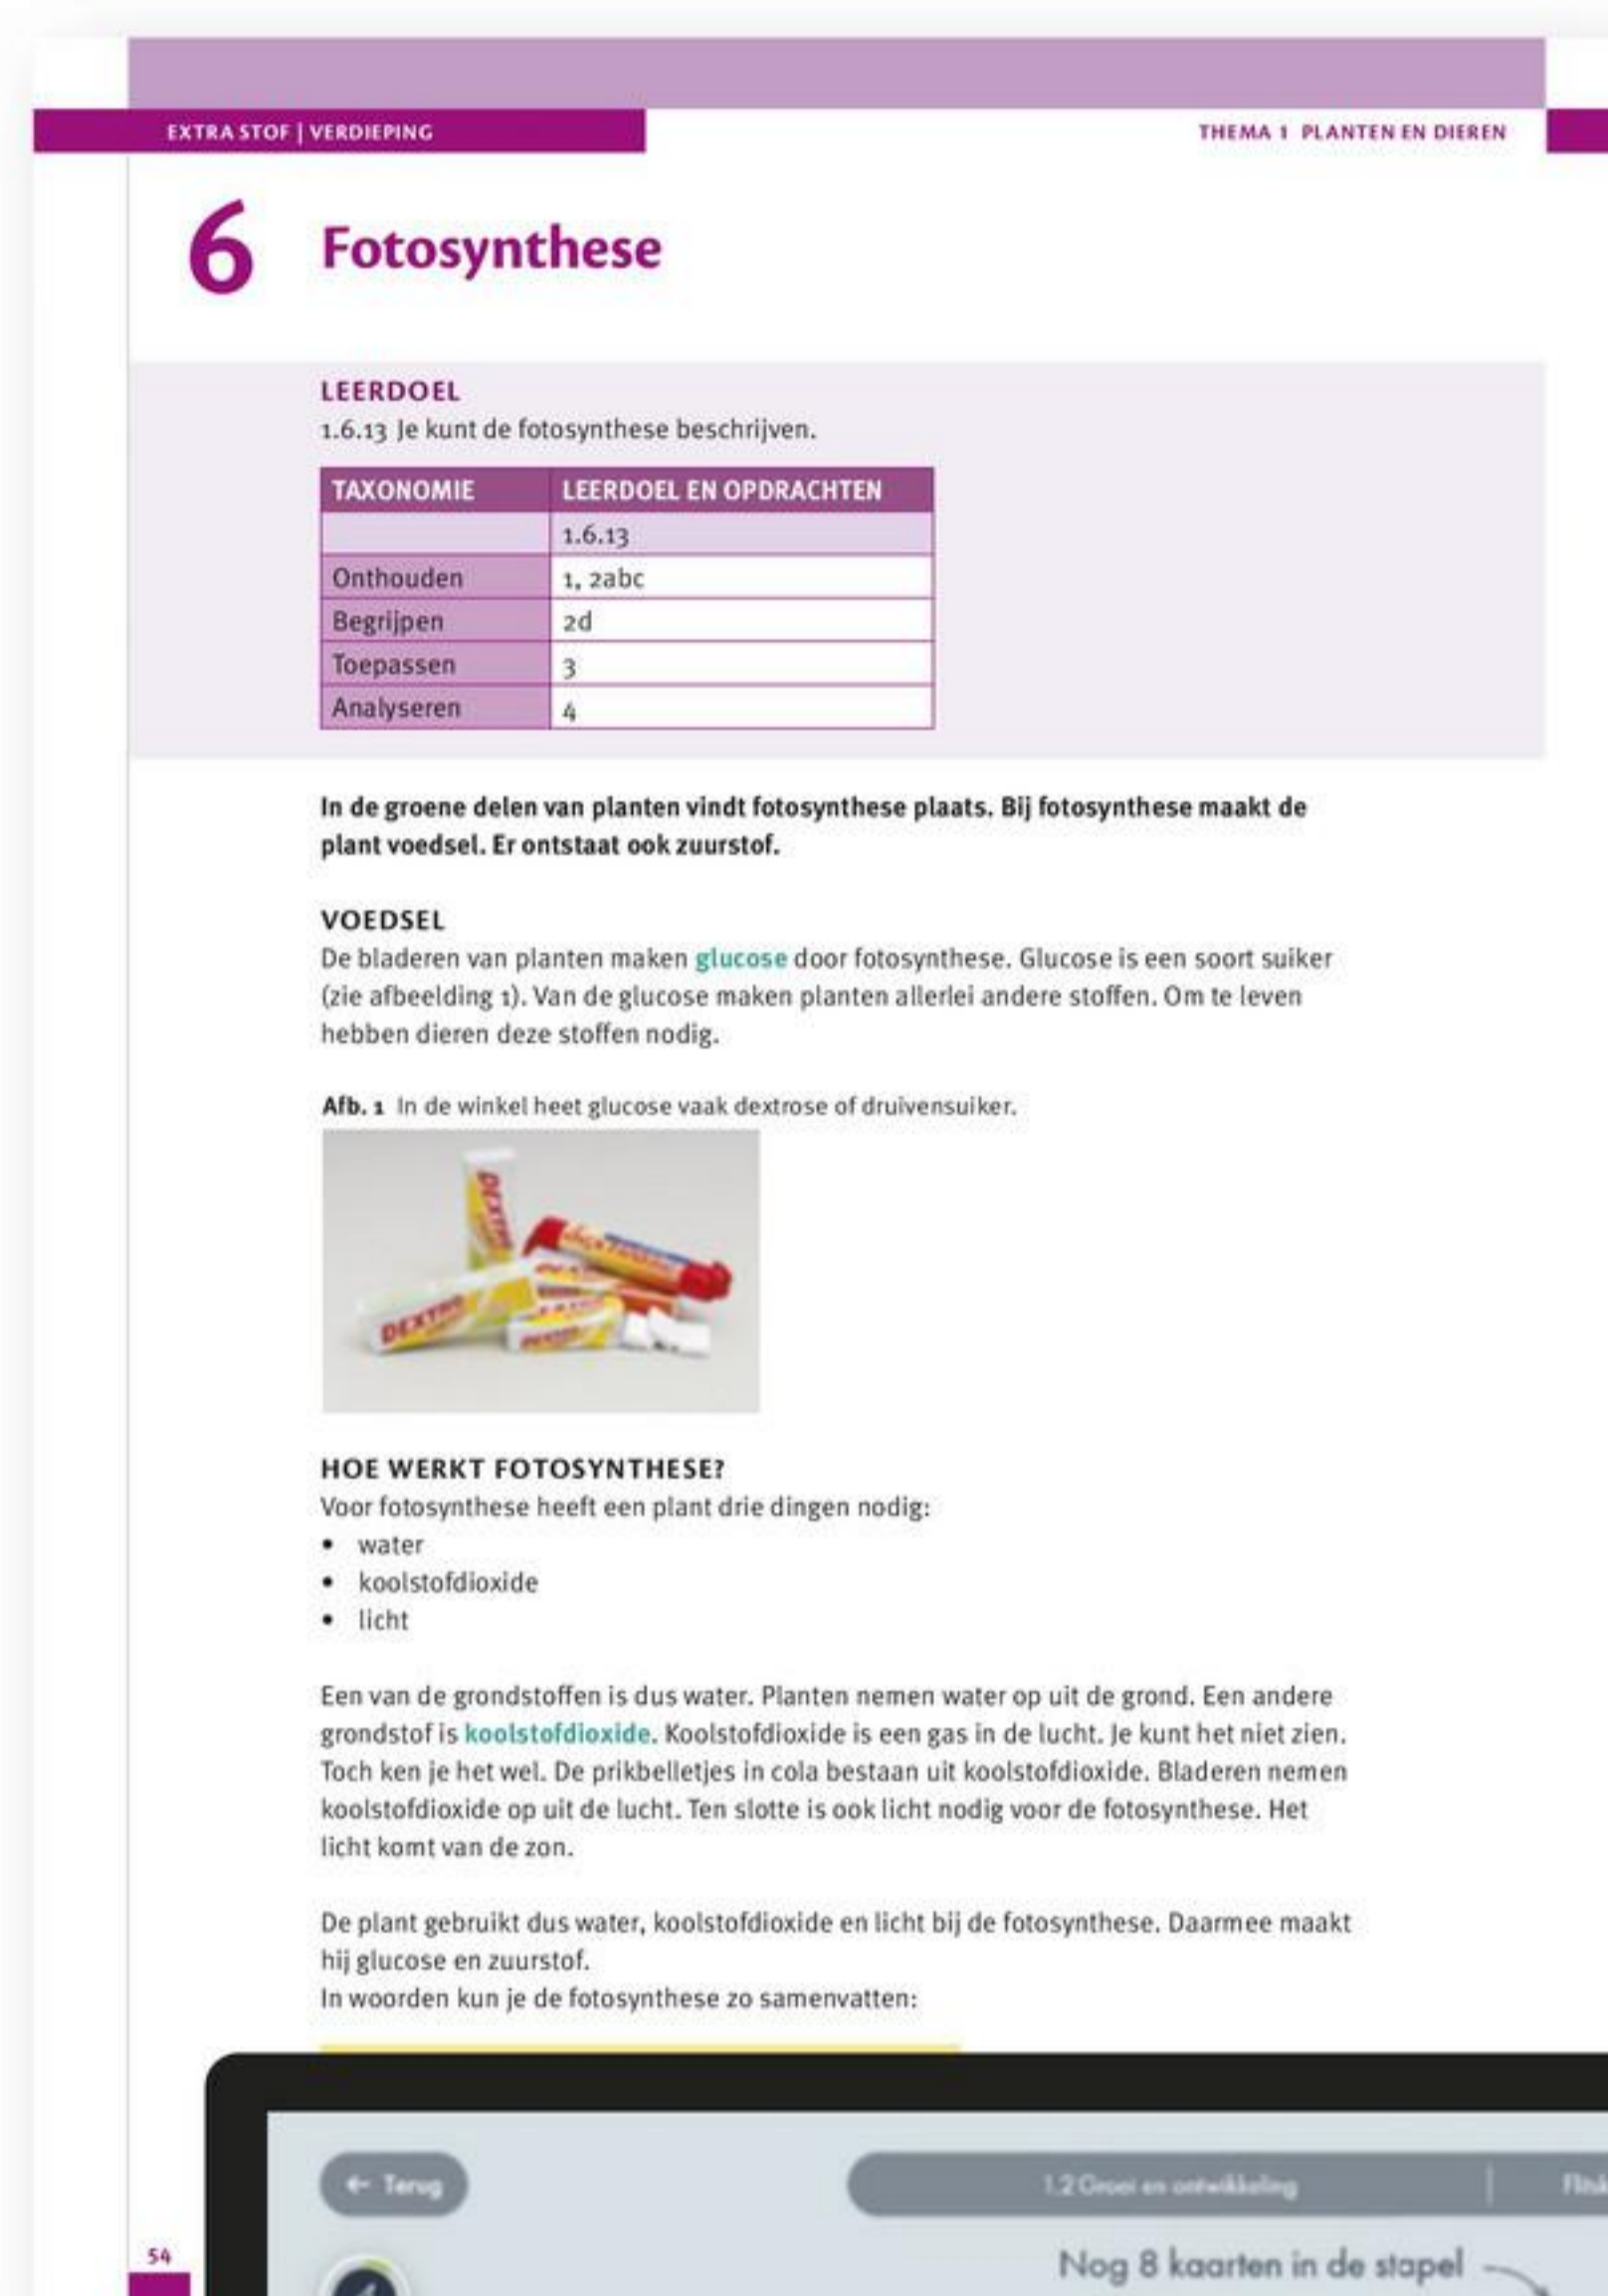 EXTRA STOF | VERDIEPING
THEMA 1 PLANTEN EN DIEREN
6 Fotosynthese
LEERDOEL
1.6.13 Je kunt de fotosynthese beschrijven.
TAXONOMIE LEERDOEL EN OPDRACHTEN
1.6.13
Onthouden 1, 2abc
Begrijpen 2d
Toepassen 3
Analyseren 4
In de groene delen van planten vindt fotosynthese plaats. Bij fotosynthese maakt de
plant voedsel. Er ontstaat ook zuurstof.
VOEDSEL
De bladeren van planten maken glucose door fotosynthese. Glucose is een soort suiker
(zie afbeelding 1). Van de glucose maken planten allerlei andere stoffen. Om te leven
hebben dieren deze stoffen nodig.
Afb. 1 In de winkel heet glucose vaak dextrose of druivensuiker.
DEXTRO
DEXTRO
HOE WERKT FOTOSYNTHESE?
Voor fotosynthese heeft een plant drie dingen nodig:
• water
• koolstofdioxide
• licht
Een van de grondstoffen is dus water. Planten nemen water op uit de grond. Een andere
grondstof is koolstofdioxide. Koolstofdioxide is een gas in de lucht. Je kunt het niet zien.
Toch ken je het wel. De prikbelletjes in cola bestaan uit koolstofdioxide. Bladeren nemen
koolstofdioxide op uit de lucht. Ten slotte is ook licht nodig voor de fotosynthese. Het
licht komt van de zon.
De plant gebruikt dus water, koolstofdioxide en licht bij de fotosynthese. Daarmee maakt
hij glucose en zuurstof.
In woorden kun je de fotosynthese zo samenvatten:
← Terug
1.2 Groei en ontwikkeling
Nog 8 kaarten in de stapel
54